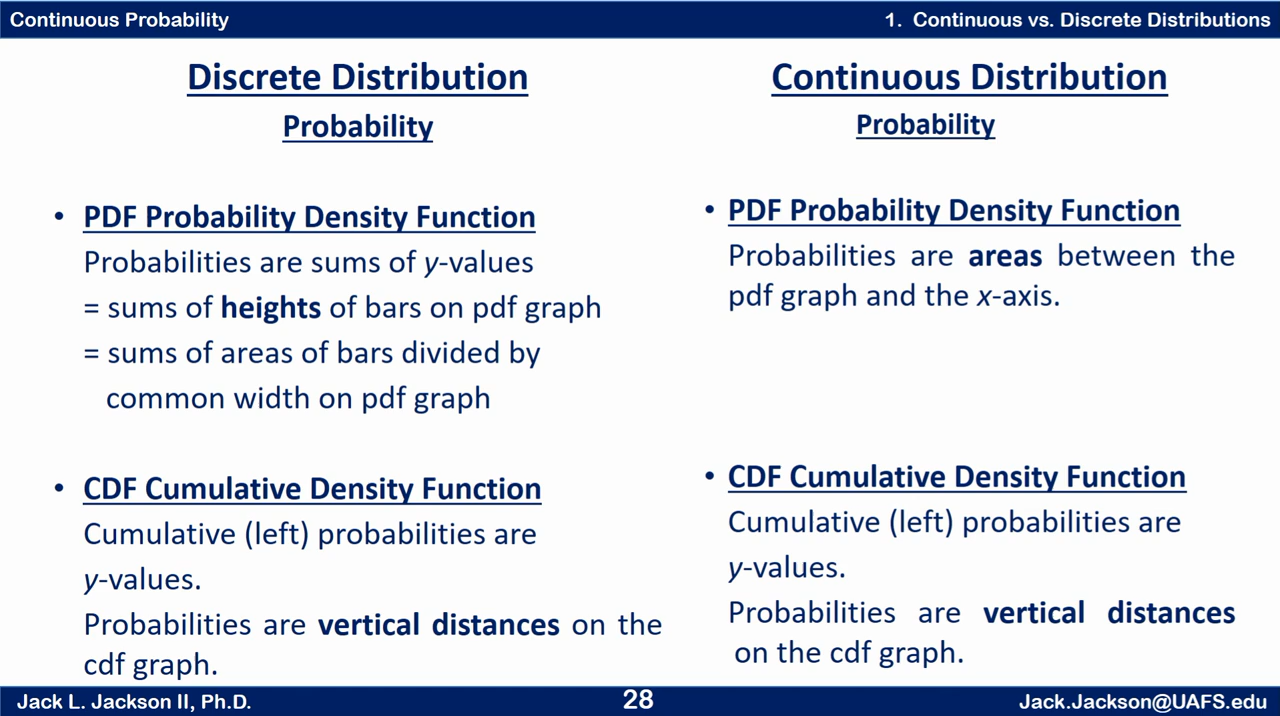 Continuous Probability
1. Continuous vs. Discrete Distributions
Discrete Distribution
Probability
• PDF Probability Density Function
Probabilities are sums of y-values
= sums of heights of bars on pdf graph
= sums of areas of bars divided by
common width on pdf graph
• CDF Cumulative Density Function
Cumulative (left) probabilities are
y-values.
Probabilities are vertical distances on the
cdf graph.
Continuous Distribution
Probability
• PDF Probability Density Function
Probabilities are areas between the
pdf graph and the x-axis.
• CDF Cumulative Density Function
Cumulative (left) probabilities are
y-values.
Probabilities are vertical distances
on the cdf graph.
Jack L. Jackson II, Ph.D.
28
Jack.Jackson@UAFS.edu